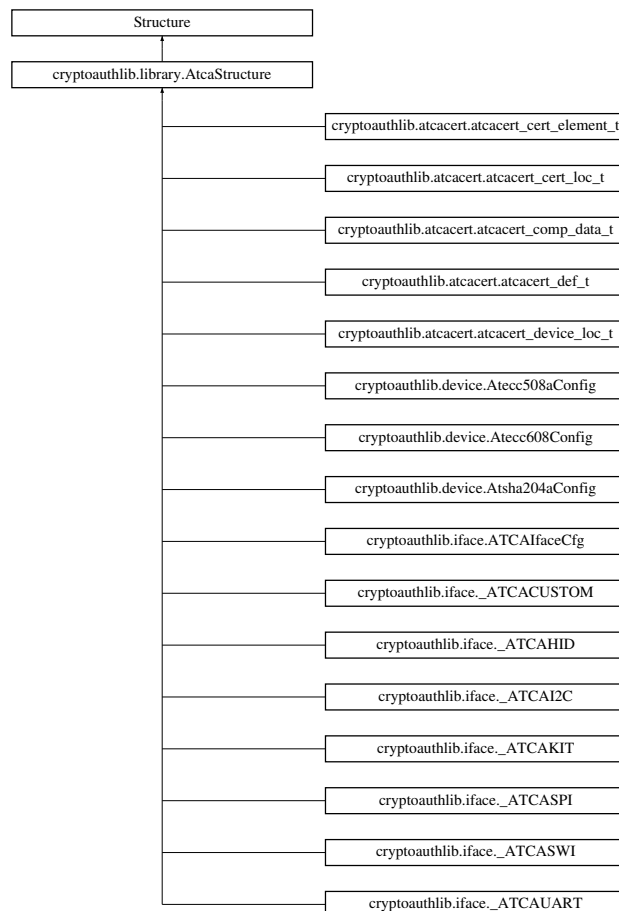 Structure
cryptoauthlib.library.AtcaStructure
cryptoauthlib.atcacert.atcacert_cert_element_t
cryptoauthlib.atcacert.atcacert_cert_loc_t
cryptoauthlib.atcacert.atcacert_comp_data_t
cryptoauthlib.atcacert.atcacert_def_t
cryptoauthlib.atcacert.atcacert_device_loc_t
cryptoauthlib.device.Atecc508aConfig
cryptoauthlib.device.Atecc608Config
cryptoauthlib.device.Atsha204aConfig
cryptoauthlib.iface.ATCAIfaceCfg
cryptoauthlib.iface._ATCACUSTOM
cryptoauthlib.iface._ATCAHID
cryptoauthlib.iface._ATCAI2C
cryptoauthlib.iface._ATCAKIT
cryptoauthlib.iface._ATCASPI
cryptoauthlib.iface._ATCASWI
cryptoauthlib.iface._ATCAUART